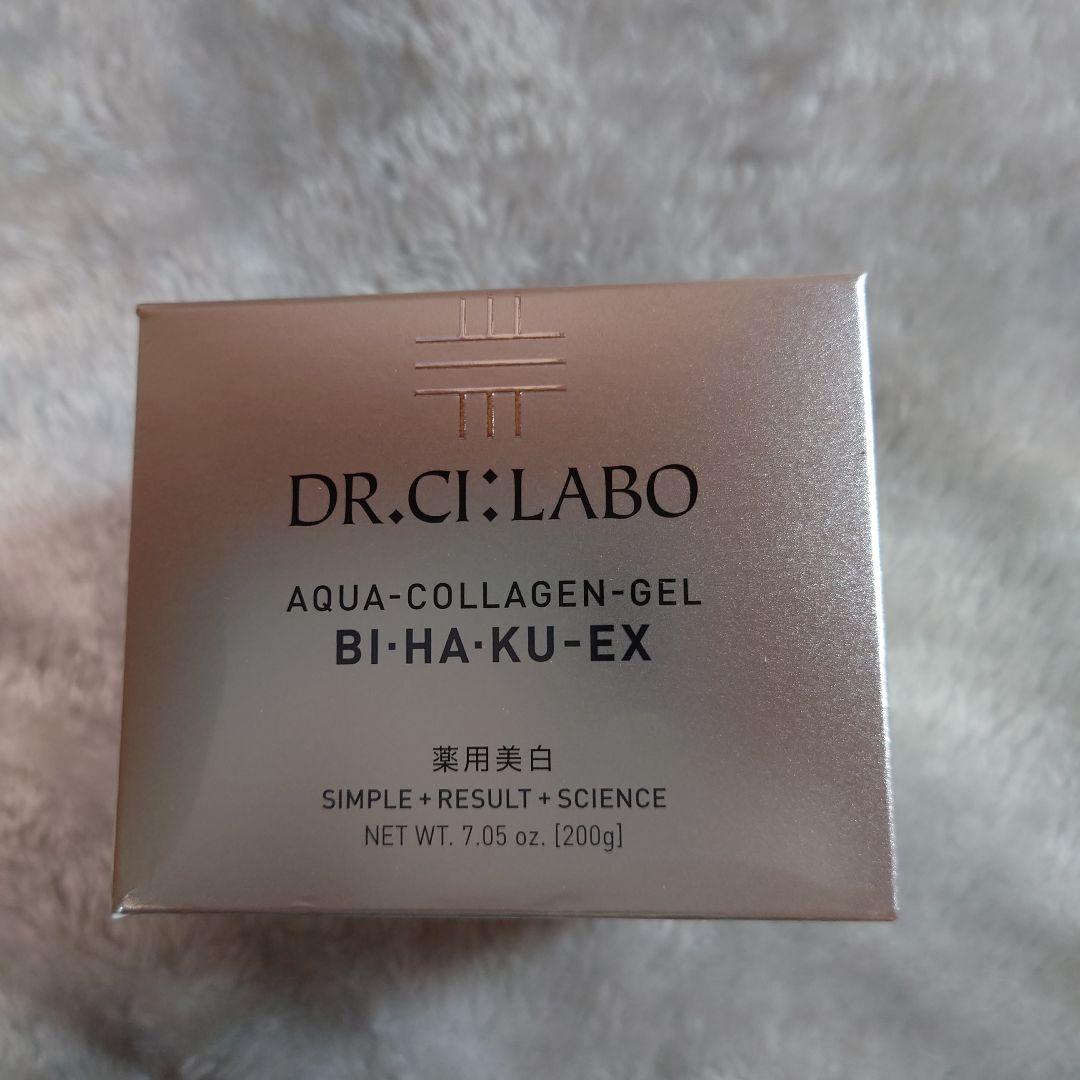 DR.CI:LABO
AQUA-COLLAGEN-GEL
BI·HA·KU-EX
薬用美白
SIMPLE+RESULT+SCIENCE
NET WT. 7.05 oz. [200g]